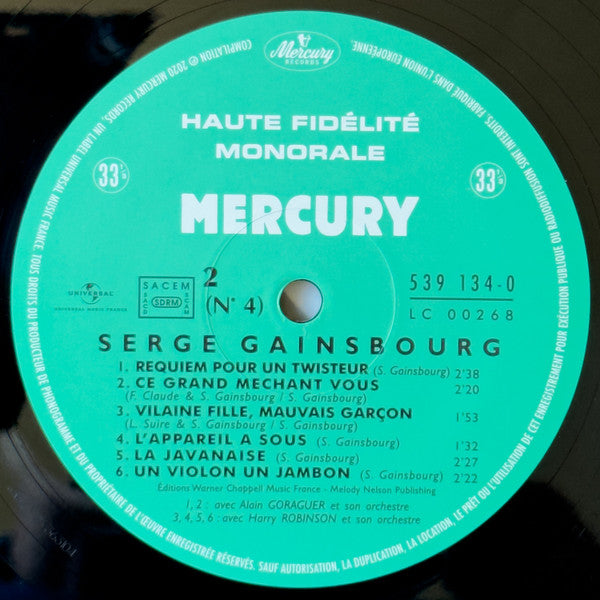 Mercury
RECORDS
HAUTE FIDÉLITÉ
MONORALE
33 1/3
33 1/3
MERCURY
UNIVERSAL
UNIVERSAL MUSIC FRANCE
SACEM
SACD
SDRM
SCAM
2
(N° 4)
539 134-0
LC 00268
SERGE GAINSBOURG
1. REQUIEM POUR UN TWISTEUR (S. Gainsbourg) 2'38
2. CE GRAND MECHANT VOUS 2'20
(F. Claude & S. Gainsbourg / S. Gainsbourg)
3. VILAINE FILLE, MAUVAIS GARÇON 1'53
(L. Suire & S. Gainsbourg / S. Gainsbourg)
4. L'APPAREIL A SOUS (S. Gainsbourg) 1'32
5. LA JAVANAISE (S. Gainsbourg) 2'27
6. UN VIOLON UN JAMBON (S. Gainsbourg) 2'22
Éditions Warner Chappell Music France - Melody Nelson Publishing
1, 2 : avec Alain GORAGUER et son orchestre
3, 4, 5, 6 : avec Harry ROBINSON et son orchestre
COMPILATION ℗ 2020 MERCURY RECORDS, UN LABEL UNIVERSAL MUSIC FRANCE. TOUS DROITS DU PRODUCTEUR DE PHONOGRAMME ET DU PROPRIÉTAIRE DE L'ŒUVRE ENREGISTRÉE RÉSERVÉS. SAUF AUTORISATION, LA DUPLICATION, LA LOCATION, LE PRÊT OU L'UTILISATION DE CET ENREGISTREMENT POUR EXÉCUTION PUBLIQUE OU RADIODIFFUSION SONT INTERDITS. FABRIQUÉ DANS L'UNION EUROPÉENNE.